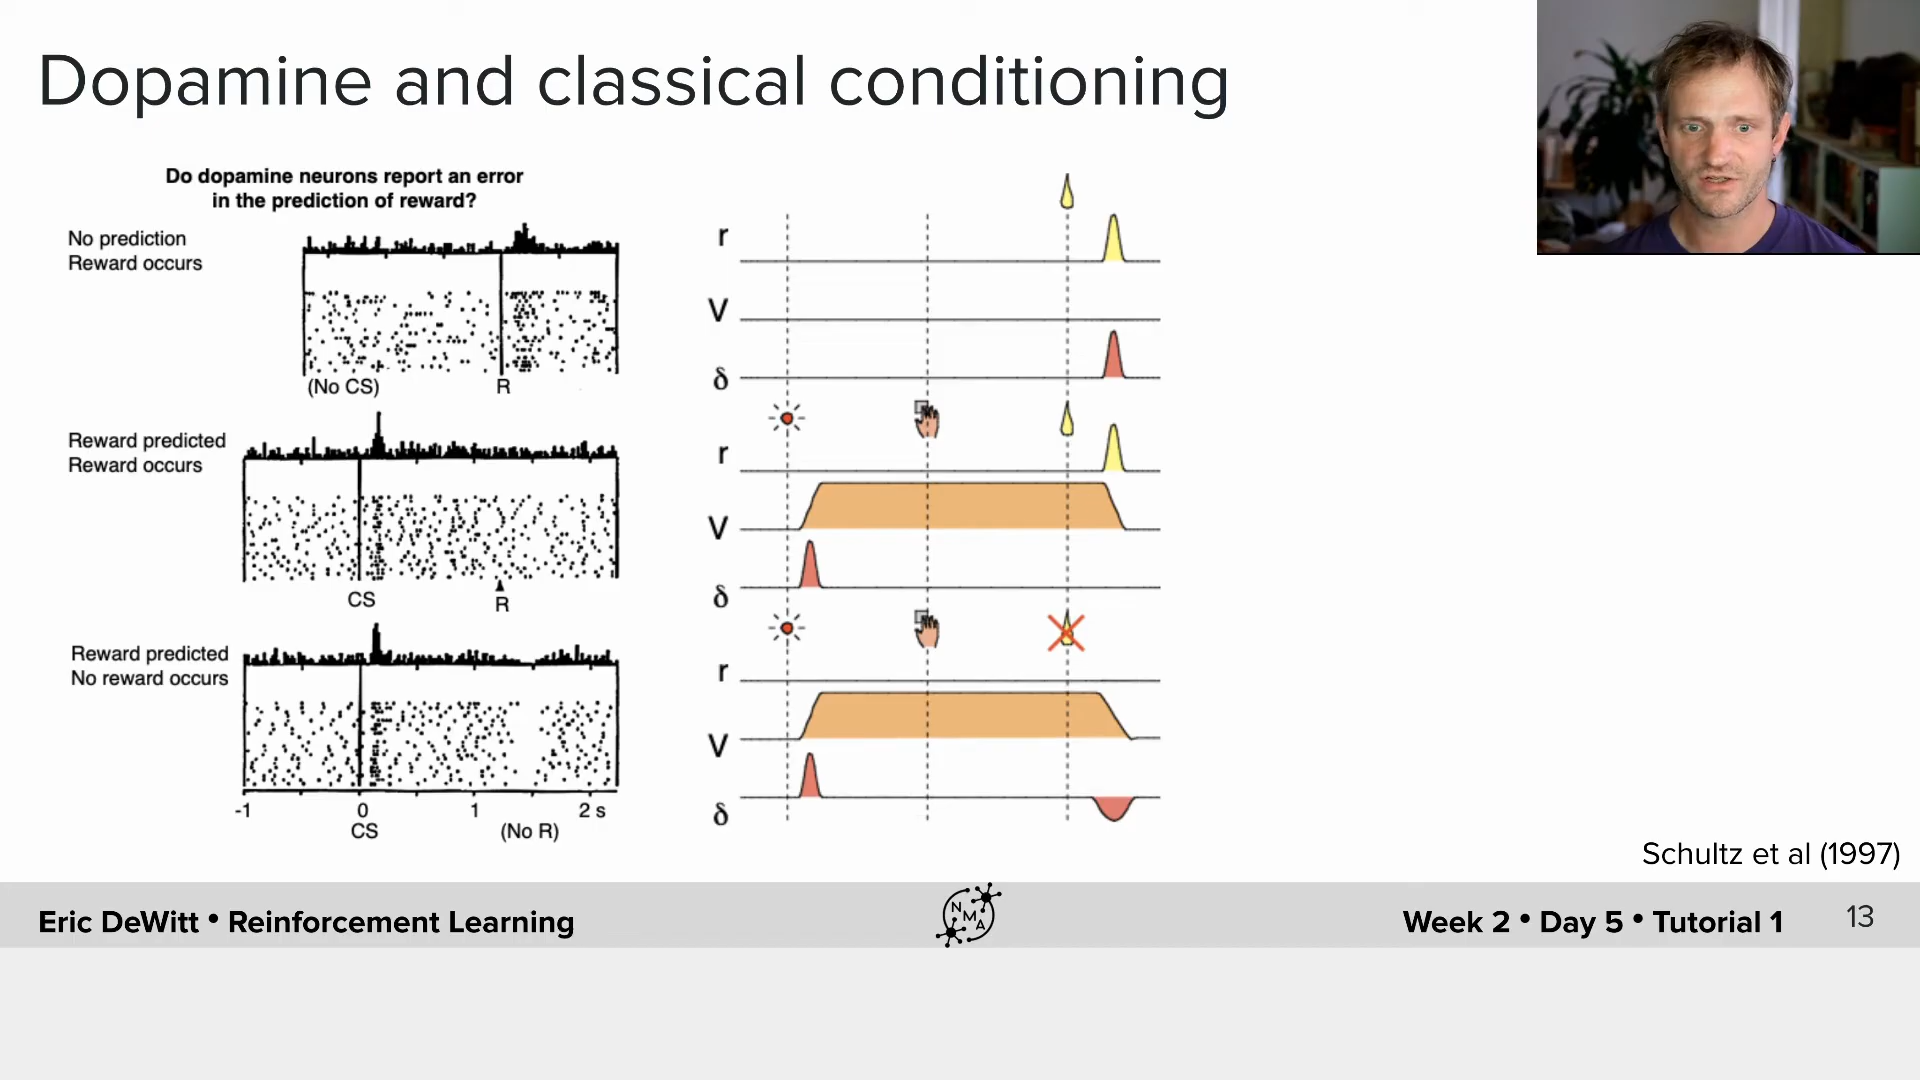 Dopamine and classical conditioning
Do dopamine neurons report an error
in the prediction of reward?
No prediction
Reward occurs
(No CS)
R
Reward predicted
Reward occurs
CS
R
Reward predicted
No reward occurs
-1
0
1
2 s
CS
(No R)
r
V
δ
r
V
δ
r
V
δ
Schultz et al (1997)
Eric DeWitt • Reinforcement Learning
N
M
A
Week 2 • Day 5 • Tutorial 1
13